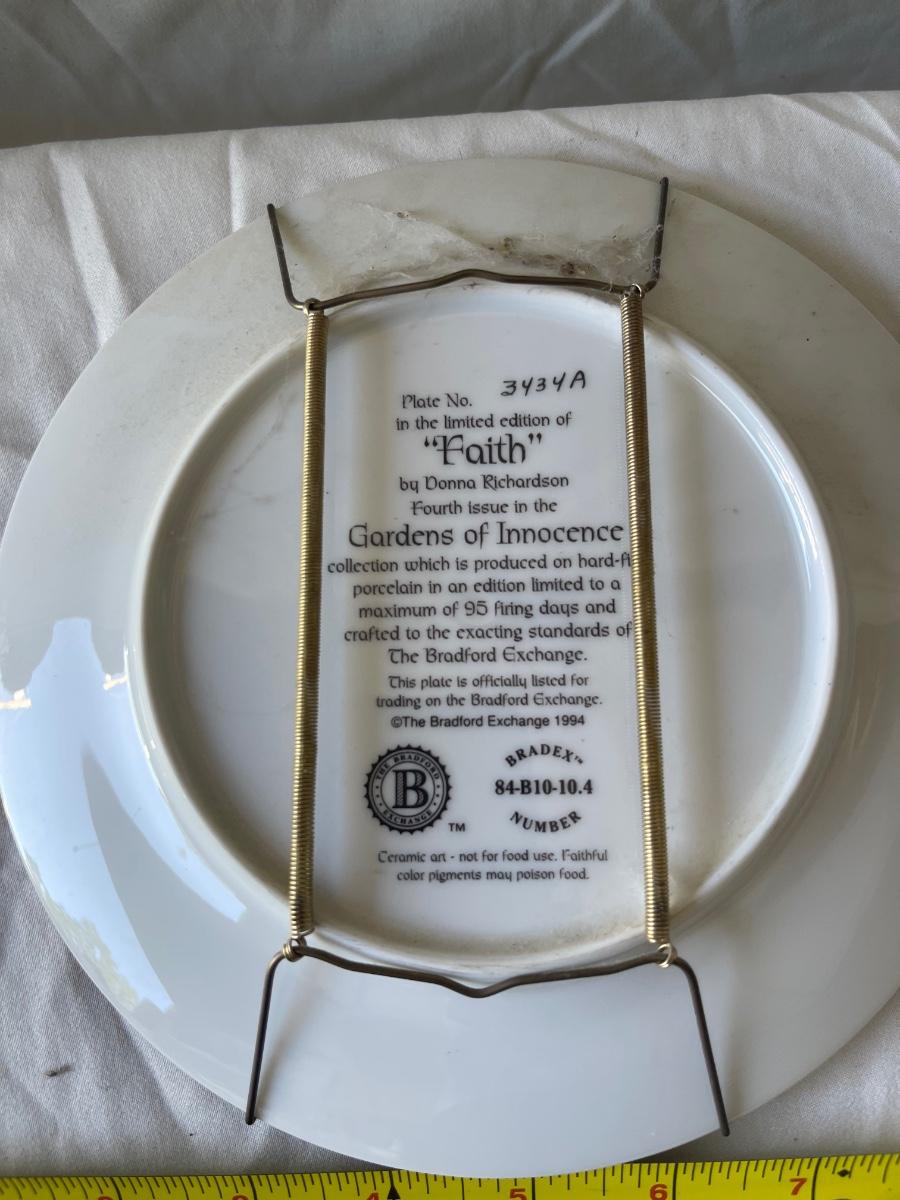 Plate No. 3434A
in the limited edition of
"Faith"
by Donna Richardson
Fourth issue in the
Gardens of Innocence
collection which is produced on
porcelain in an edition limited to a
maximum of 95 firing days and
crafted to the exacting standards of
The Bradford Exchange.
This plate is officially listed for
trading on the Bradford Exchange.
©The Bradford Exchange 1994
THE BRADFORD
B
EXCHANGE
TM
BRADEX™
84-B10-10.4
NUMBER
Ceramic art - not for food use. Faithful
color pigments may poison food.
4 5 6 7